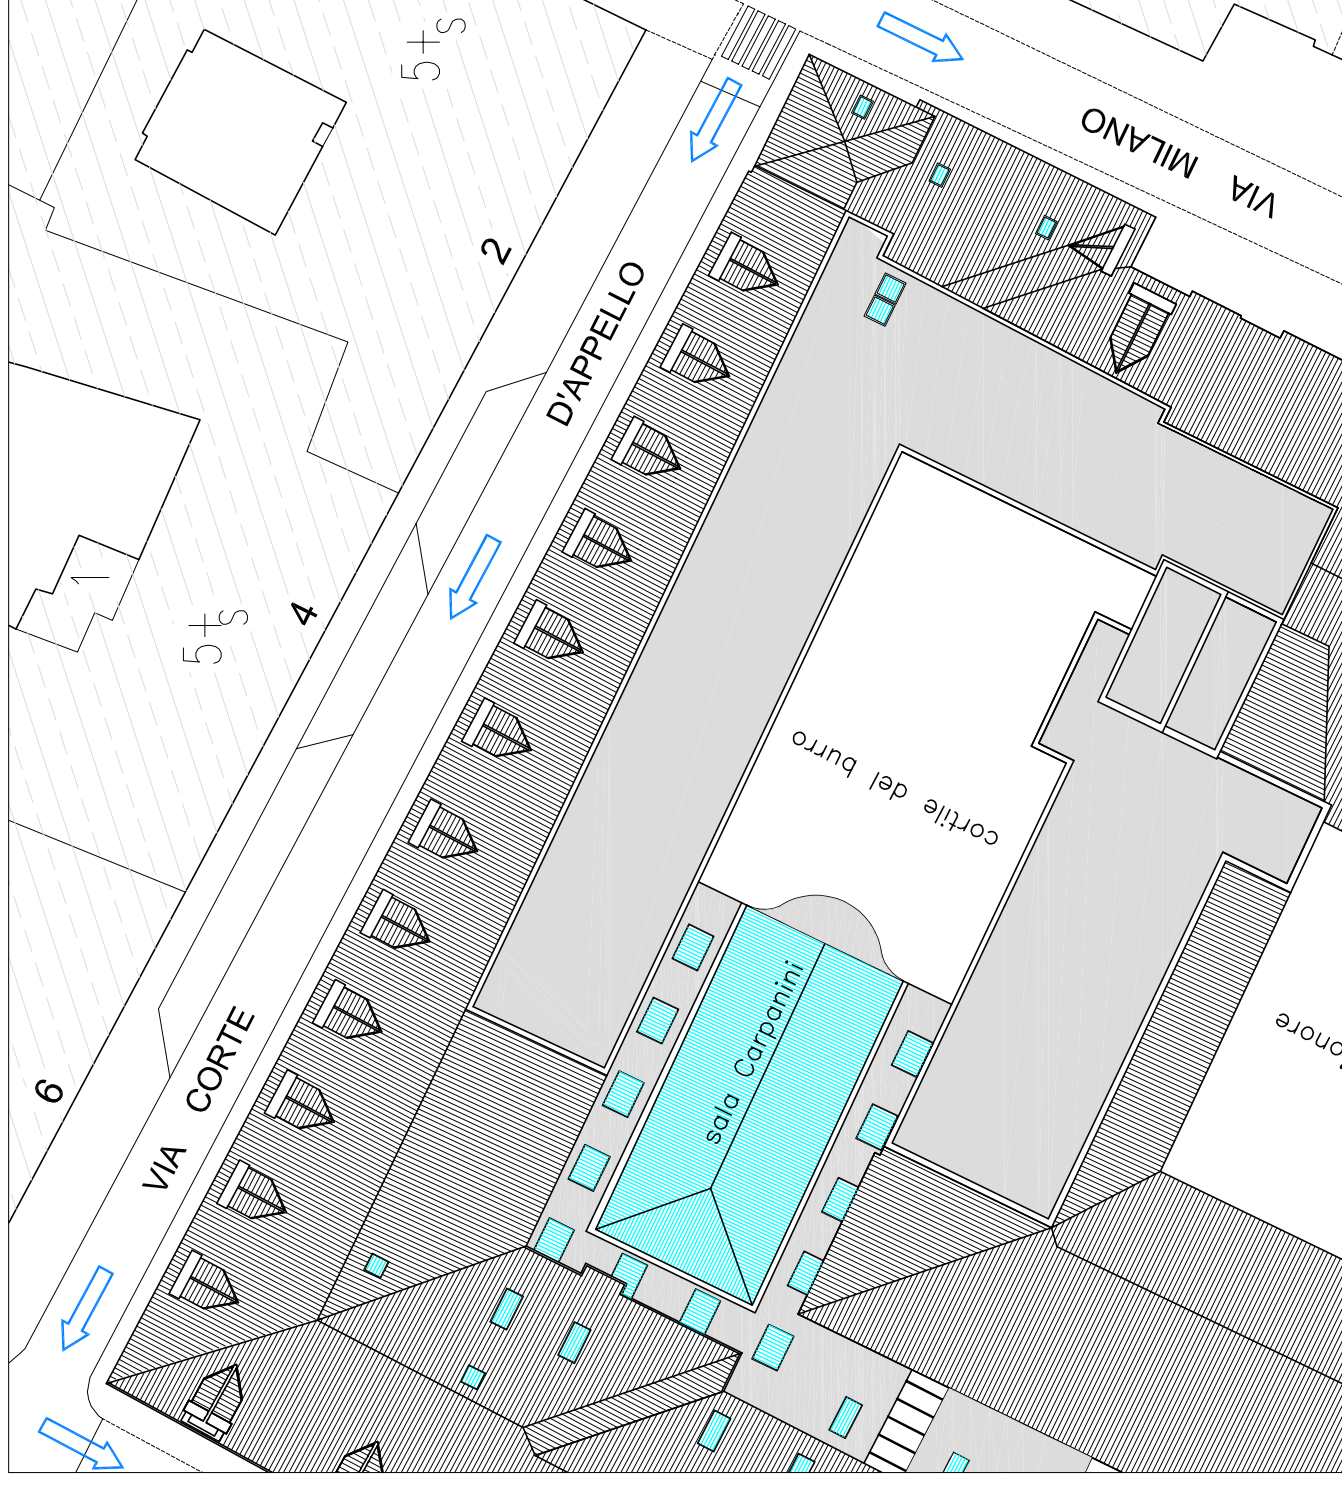 5+s
VIA MILANO
2
D'APPELLO
1
5+s
4
Cortile del burro
sala Carpanini
VIA CORTE
6